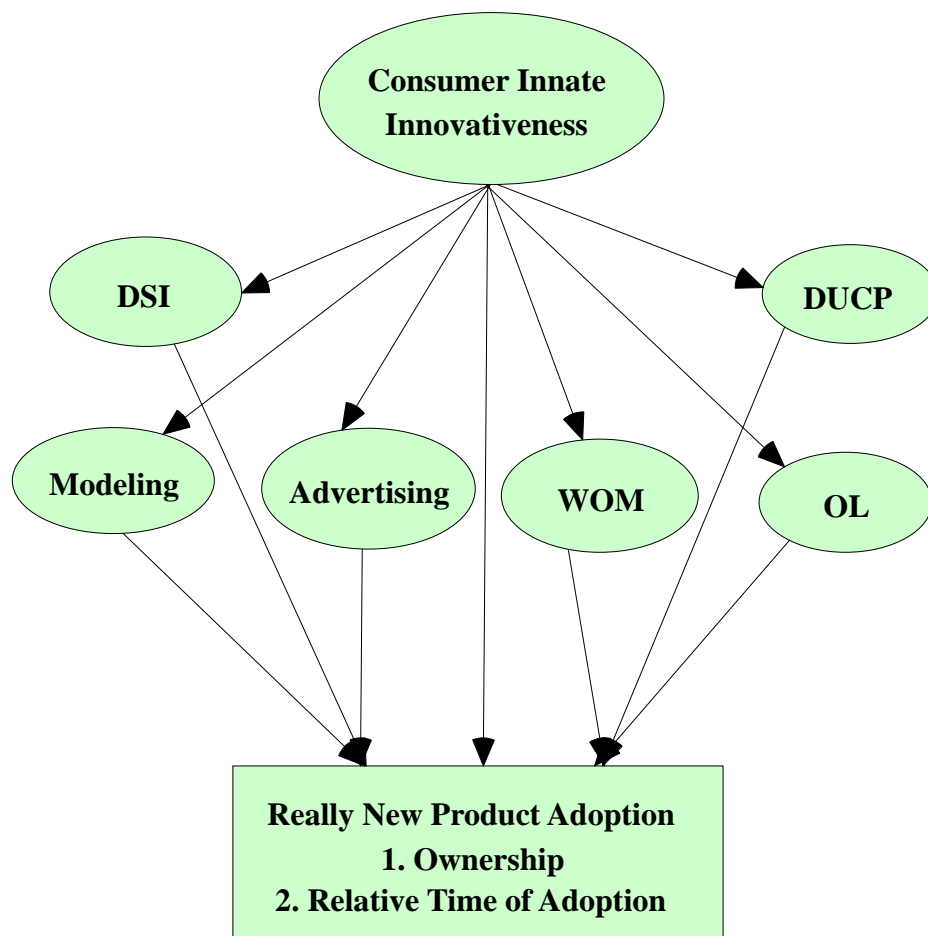 Consumer Innate
Innovativeness
DSI
DUCP
Modeling
Advertising
WOM
OL
Really New Product Adoption
1. Ownership
2. Relative Time of Adoption